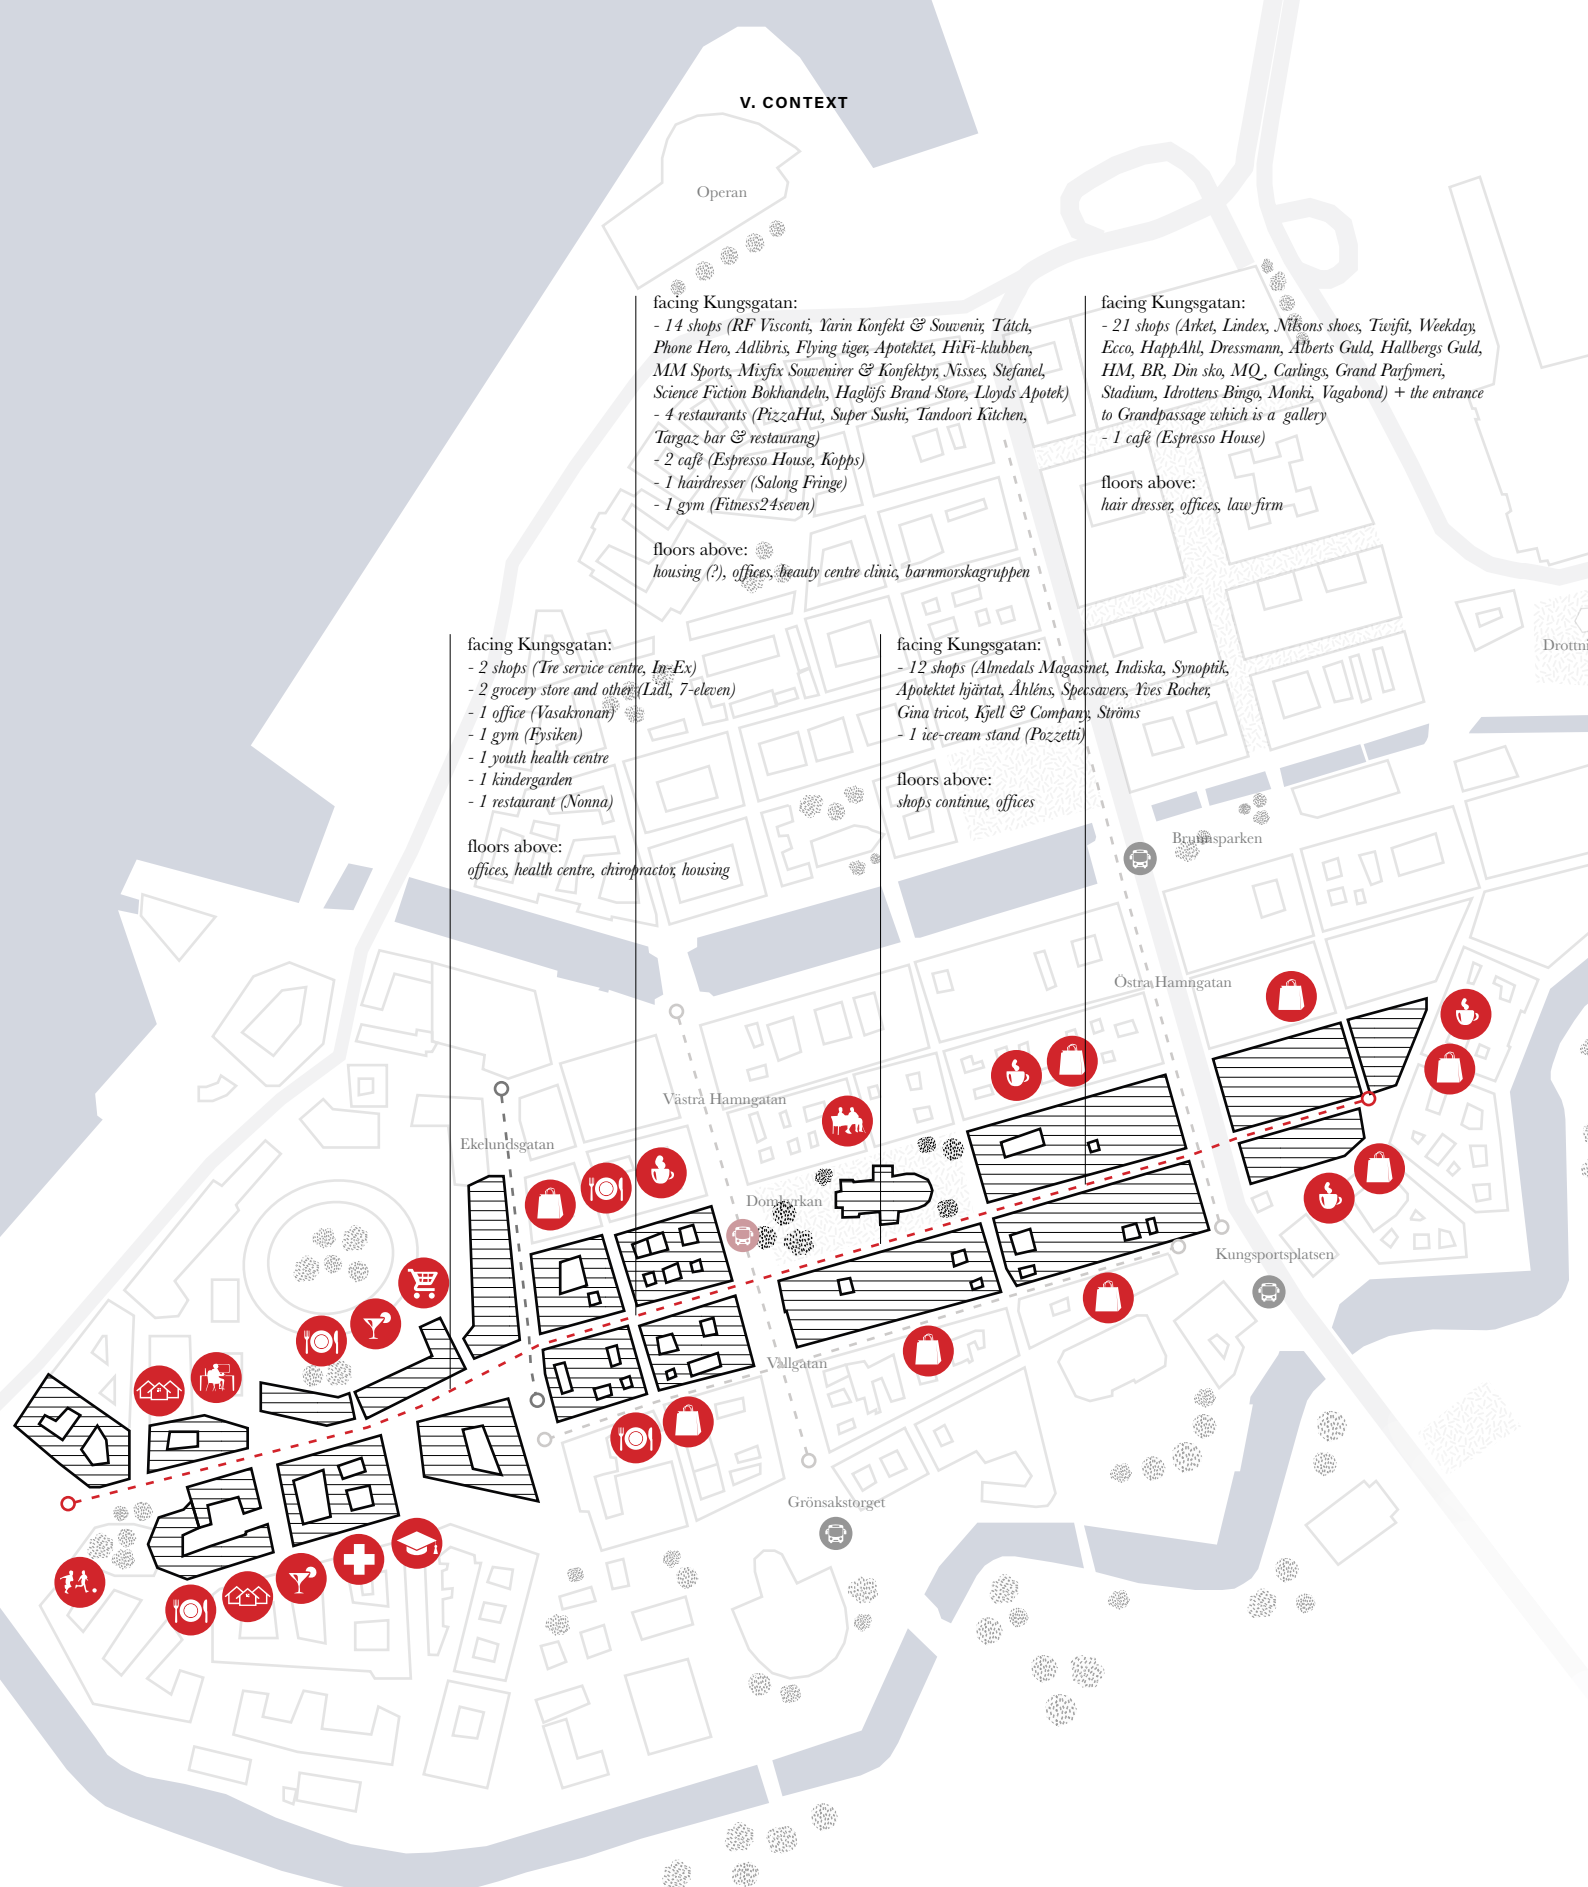 V. CONTEXT
Operan
facing Kungsgatan:
- 14 shops (RF Visconti, Yarin Konfekt & Souvenir, Tátch,
Phone Hero, Adlibris, Flying tiger, Apotektet, HiFi-klubben,
MM Sports, Mixfix Souvenirer & Konfektyr, Nisses, Stefanel,
Science Fiction Bokhandeln, Haglöfs Brand Store, Lloyds Apotek)
- 4 restaurants (PizzaHut, Super Sushi, Tandoori Kitchen,
Targaz bar & restaurang)
- 2 café (Espresso House, Kopps)
- 1 hairdresser (Salong Fringe)
- 1 gym (Fitness24seven)
floors above:
housing (?), offices, beauty centre clinic, barnmorskagruppen
facing Kungsgatan:
- 21 shops (Arket, Lindex, Nilsons shoes, Twifit, Weekday,
Ecco, HappAhl, Dressmann, Alberts Guld, Hallbergs Guld,
HM, BR, Din sko, MQ , Carlings, Grand Parfymeri,
Stadium, Idrottens Bingo, Monki, Vagabond) + the entrance
to Grandpassage which is a gallery
- 1 café (Espresso House)
floors above:
hair dresser, offices, law firm
facing Kungsgatan:
- 2 shops (Tre service centre, In-Ex)
- 2 grocery store and other (Lidl, 7-eleven)
- 1 office (Vasakronan)
- 1 gym (Fysiken)
- 1 youth health centre
- 1 kindergarden
- 1 restaurant (Nonna)
floors above:
offices, health centre, chiropractor, housing
facing Kungsgatan:
- 12 shops (Almedals Magasinet, Indiska, Synoptik,
Apotektet hjärtat, Åhléns, Specsavers, Yves Rocher,
Gina tricot, Kjell & Company, Ströms
- 1 ice-cream stand (Pozzetti)
floors above:
shops continue, offices
Drottni
Brunnsparken
Östra Hamngatan
Västra Hamngatan
Ekelundsgatan
Domkyrkan
Kungsportsplatsen
Vallgatan
Grönsakstorget